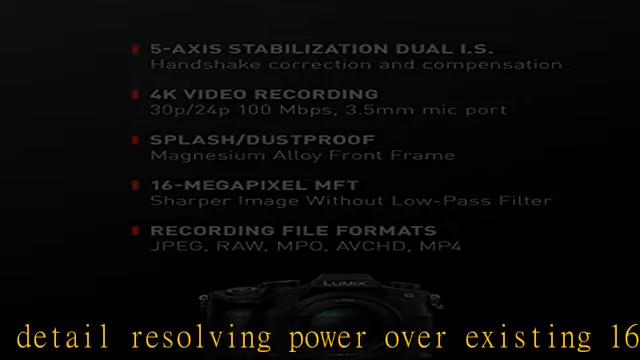 5-AXIS STABILIZATION DUAL I.S.
Handshake correction and compensation
4K VIDEO RECORDING
30p/24p 100 Mbps, 3.5mm mic port
SPLASH/DUSTPROOF
Magnesium Alloy Front Frame
16-MEGAPIXEL MFT
Sharper Image Without Low-Pass Filter
RECORDING FILE FORMATS
JPEG, RAW, MPO, AVCHD, MP4
LUMIX
detail resolving power over existing 16